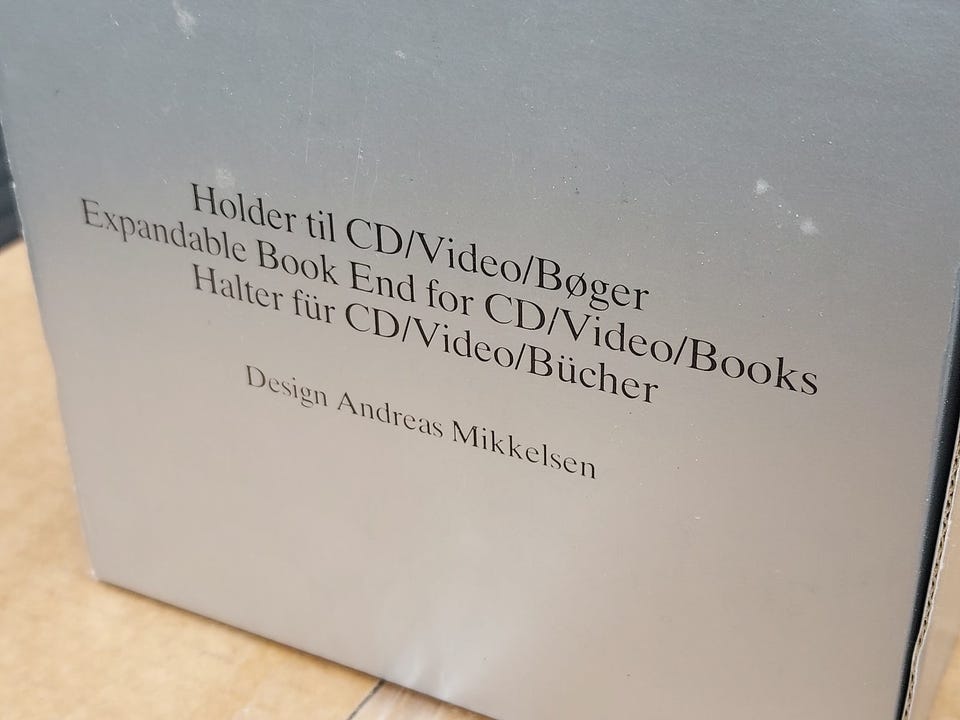 Holder til CD/Video/Bøger
Expandable Book End for CD/Video/Books
Halter für CD/Video/Bücher
Design Andreas Mikkelsen